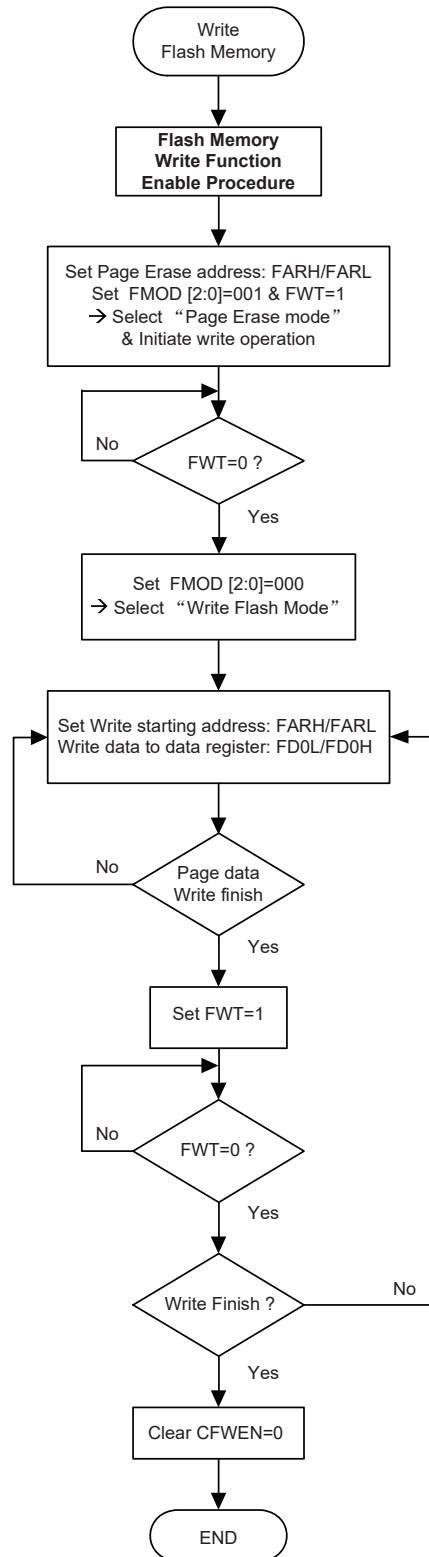 Write
Flash Memory
Flash Memory
Write Function
Enable Procedure
Set Page Erase address: FARH/FARL
Set FMOD [2:0]=001 & FWT=1
→ Select “Page Erase mode”
& Initiate write operation
No
FWT=0 ?
Yes
Set FMOD [2:0]=000
→ Select “Write Flash Mode”
Set Write starting address: FARH/FARL
Write data to data register: FD0L/FD0H
No
Page data
Write finish
Yes
Set FWT=1
No
FWT=0 ?
Yes
Write Finish ?
No
Yes
Clear CFWEN=0
END